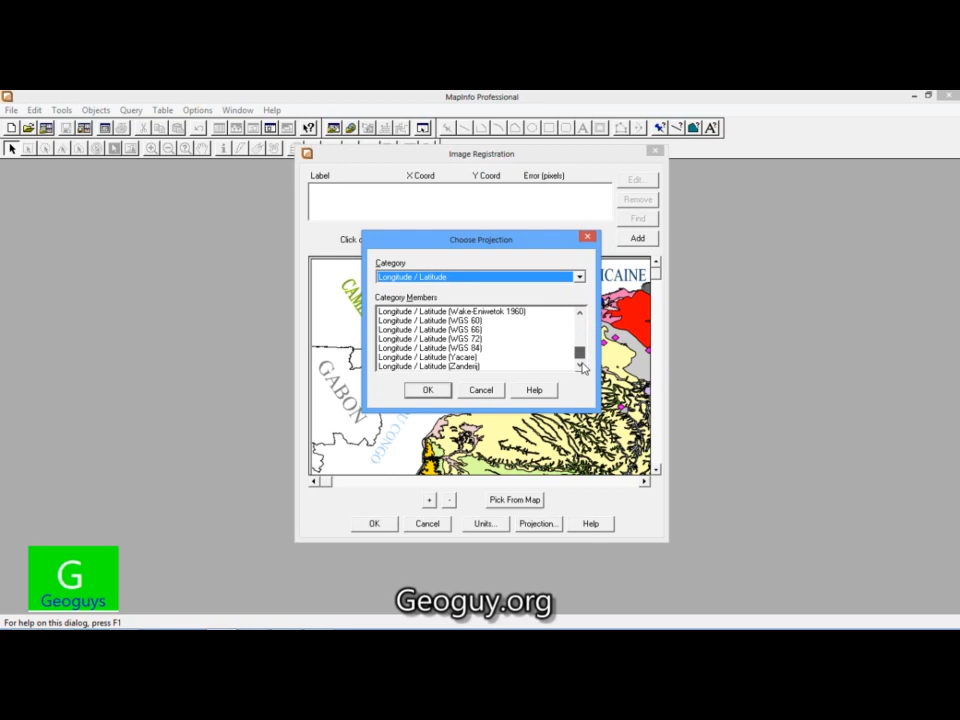 MapInfo Professional
File Edit Tools Objects Query Table Options Window Help
Image Registration
Label X Coord Y Coord Error (pixels)
Edit...
Remove
Find
Add
Click
Choose Projection
Category
Longitude / Latitude
Category Members
Longitude / Latitude (Wake-Eniwetok 1960)
Longitude / Latitude (WGS 60)
Longitude / Latitude (WGS 66)
Longitude / Latitude (WGS 72)
Longitude / Latitude (WGS 84)
Longitude / Latitude (Yacare)
Longitude / Latitude (Zanderij)
OK Cancel Help
ICAINE
CAM
GABON
U CONGO
+ - Pick From Map
OK Cancel Units... Projection... Help
G
Geoguys
Geoguy.org
For help on this dialog, press F1